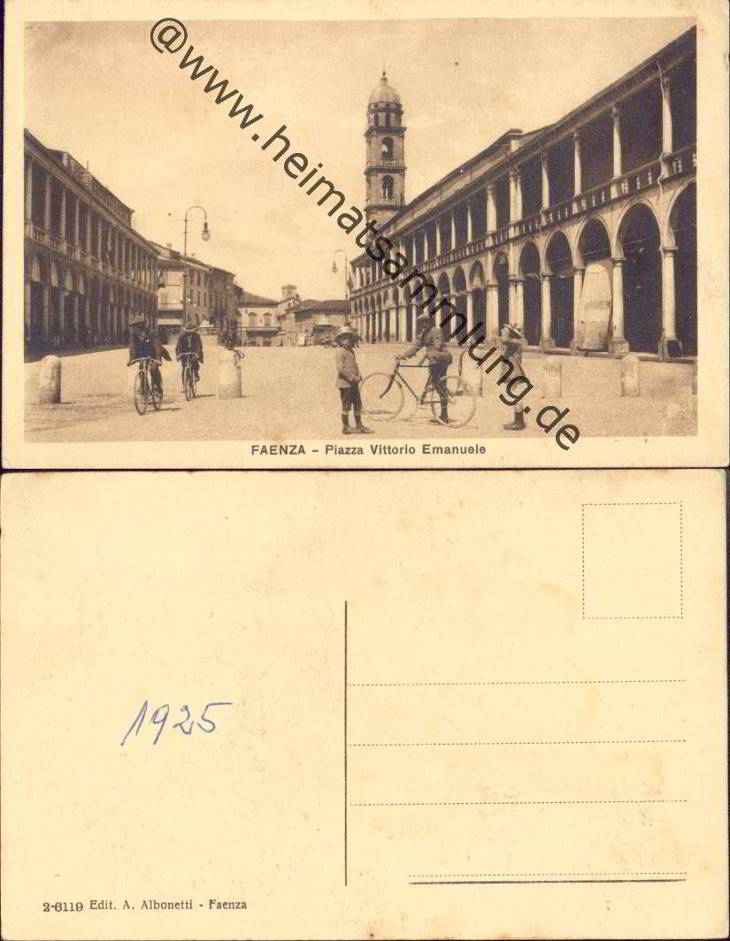 @www.heimatsammlung.de
FAENZA - Piazza Vittorio Emanuele
1925
2-6119 Edit. A. Albonetti - Faenza